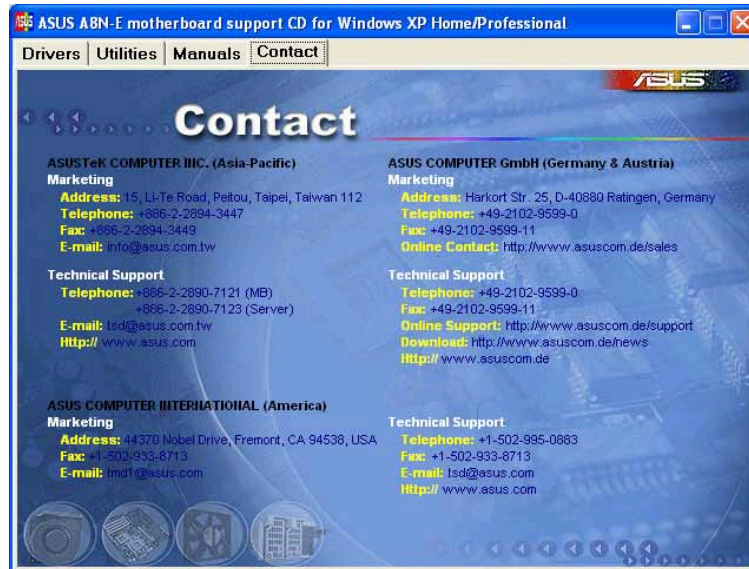 ASUS A8N-E motherboard support CD for Windows XP Home/Professional
Drivers Utilities Manuals Contact
ASUS
Contact
ASUSTeK COMPUTER INC. (Asia-Pacific)
Marketing
Address: 15, Li-Te Road, Peitou, Taipei, Taiwan 112
Telephone: +886-2-2894-3447
Fax: +886-2-2894-3449
E-mail: info@asus.com.tw
Technical Support
Telephone: +886-2-2890-7121 (MB)
+886-2-2890-7123 (Server)
E-mail: tsd@asus.com.tw
Http:// www.asus.com
ASUS COMPUTER GmbH (Germany & Austria)
Marketing
Address: Harkort Str. 25, D-40880 Ratingen, Germany
Telephone: +49-2102-9599-0
Fax: +49-2102-9599-11
Online Contact: http://www.asuscom.de/sales
Technical Support
Telephone: +49-2102-9599-0
Fax: +49-2102-9599-11
Online Support: http://www.asuscom.de/support
Download: http://www.asuscom.de/news
Http:// www.asuscom.de
ASUS COMPUTER INTERNATIONAL (America)
Marketing
Address: 44370 Nobel Drive, Fremont, CA 94538, USA
Fax: +1-502-933-8713
E-mail: tmd1@asus.com
Technical Support
Telephone: +1-502-995-0883
Fax: +1-502-933-8713
E-mail: tsd@asus.com
Http:// www.asus.com